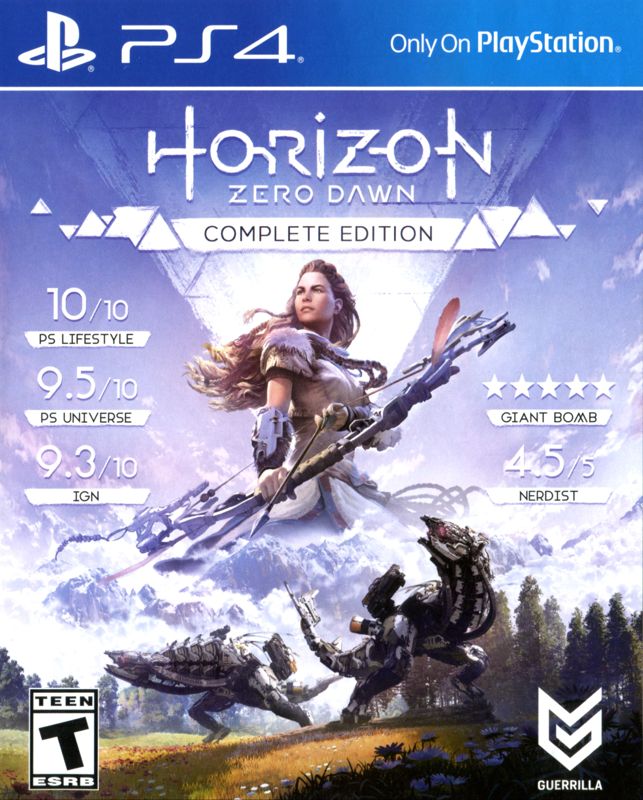 PS4
Only On PlayStation
HORIZON
ZERO DAWN
COMPLETE EDITION
10/10
PS LIFESTYLE
9.5/10
PS UNIVERSE
9.3/10
IGN
★★★★★
GIANT BOMB
4.5/5
NERDIST
TEEN
T
ESRB
GUERRILLA